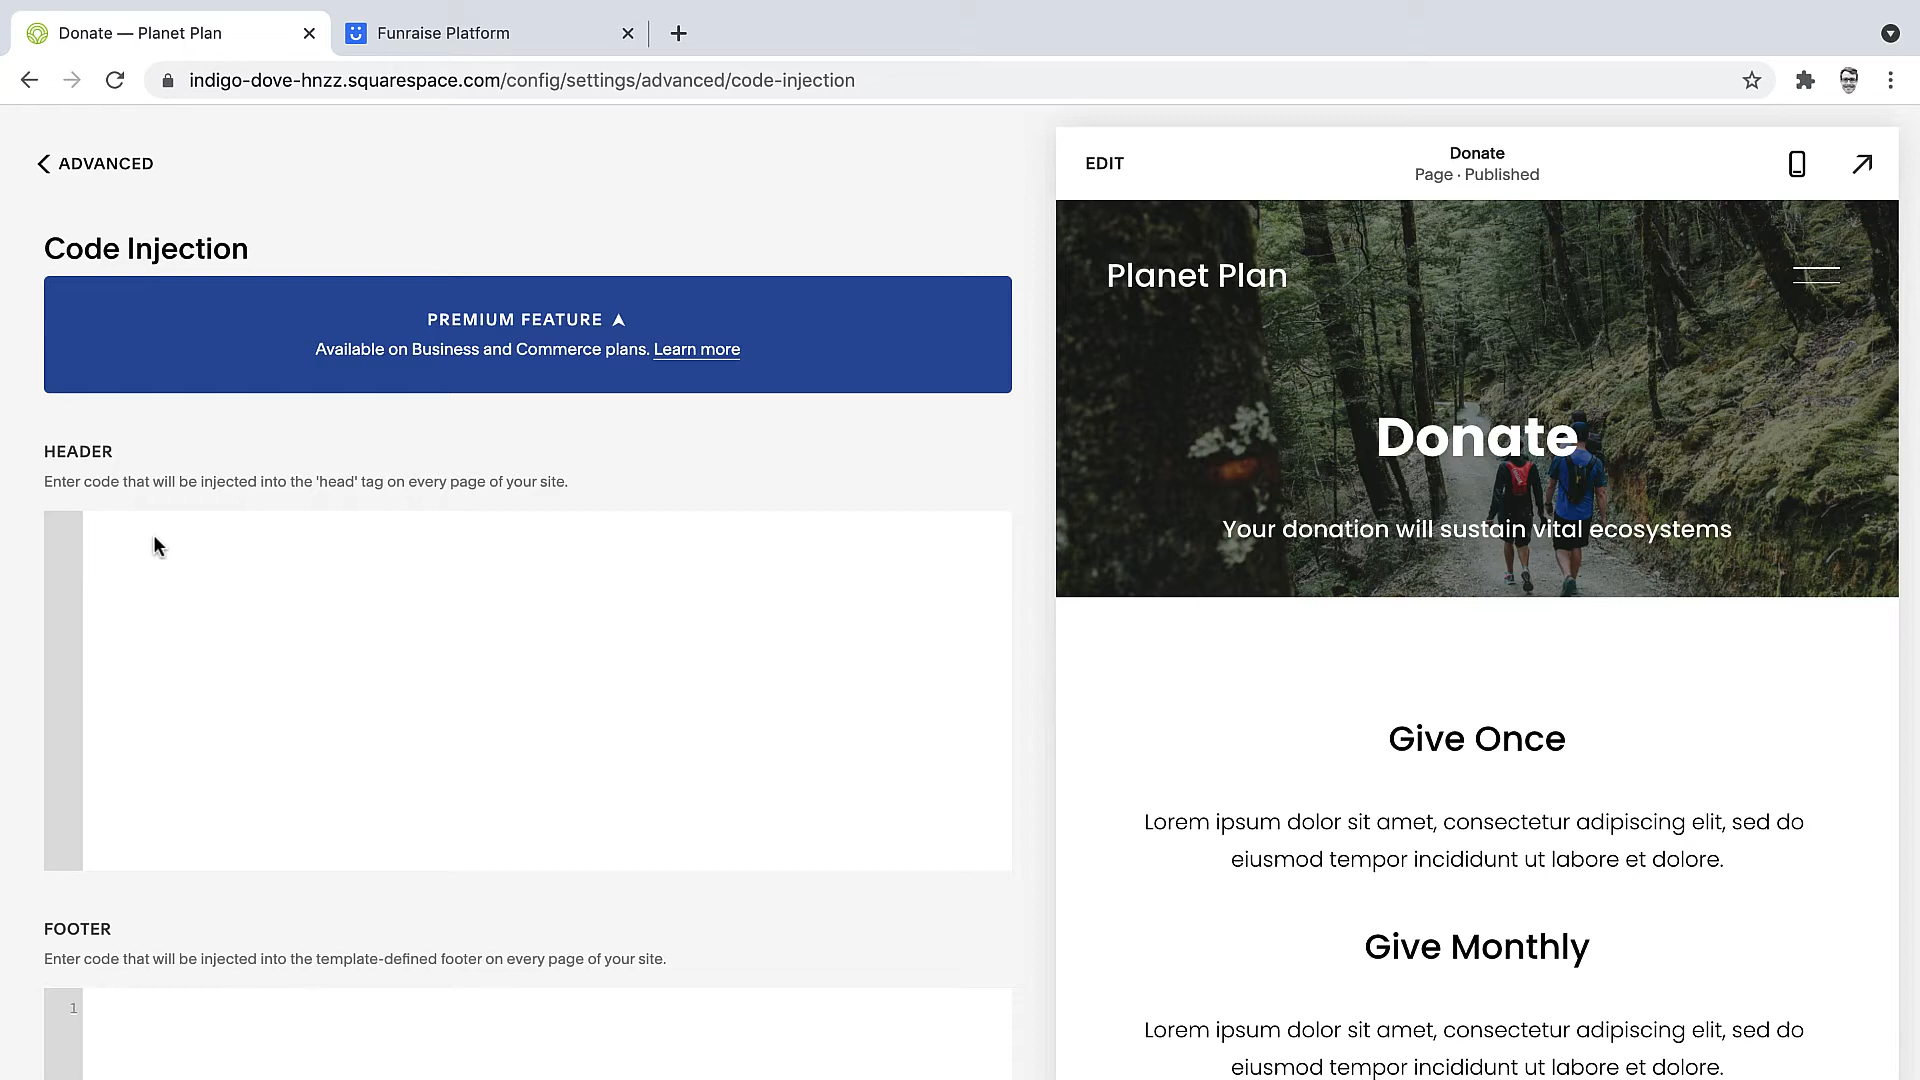 Donate — Planet Plan
Funraise Platform
indigo-dove-hnzz.squarespace.com/config/settings/advanced/code-injection
ADVANCED
Code Injection
PREMIUM FEATURE
Available on Business and Commerce plans. Learn more
HEADER
Enter code that will be injected into the 'head' tag on every page of your site.
FOOTER
Enter code that will be injected into the template-defined footer on every page of your site.
1
EDIT
Donate
Page · Published
Planet Plan
Donate
Your donation will sustain vital ecosystems
Give Once
Lorem ipsum dolor sit amet, consectetur adipiscing elit, sed do
eiusmod tempor incididunt ut labore et dolore.
Give Monthly
Lorem ipsum dolor sit amet, consectetur adipiscing elit, sed do
eiusmod tempor incididunt ut labore et dolore.